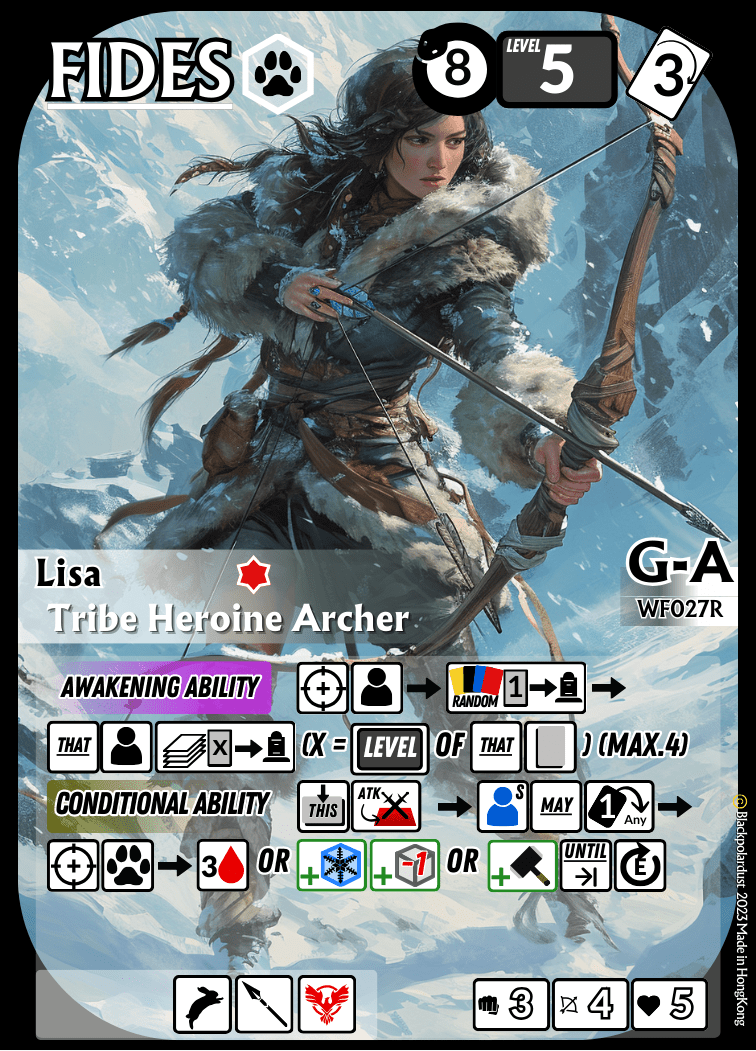 FIDES
8
LEVEL 5
3
G-A
Lisa
WF027R
Tribe Heroine Archer
AWAKENING ABILITY RANDOM 1
THAT X (X = LEVEL OF THAT ) (MAX.4)
CONDITIONAL ABILITY THIS ATK S MAY 1 Any
3 OR + + -1 OR + UNTIL E
3 4 5
© Blackpolardust 2023 Made in HongKong